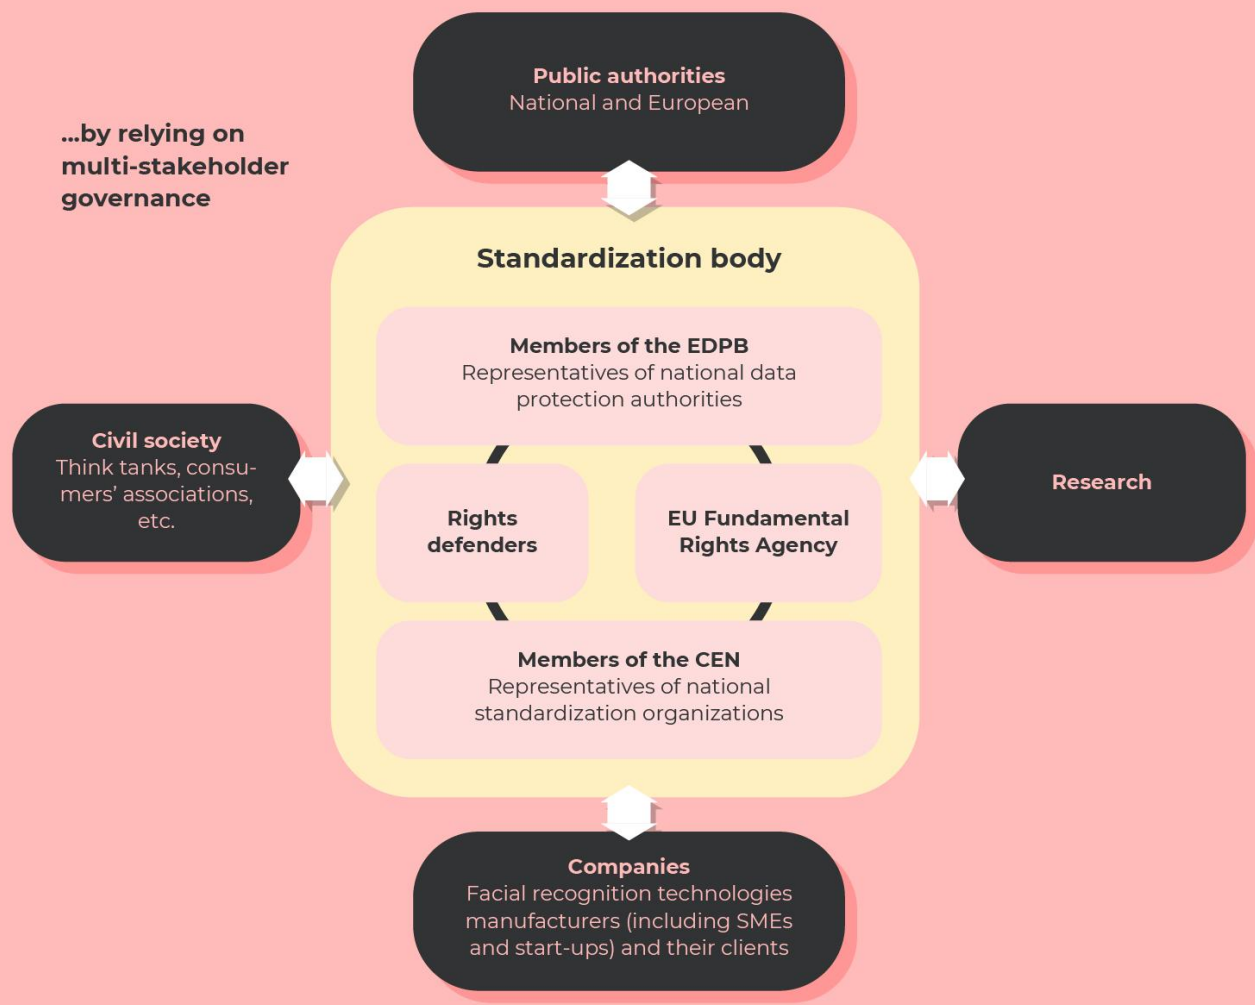 Public authorities
National and European
...by relying on
multi-stakeholder
governance
Standardization body
Members of the EDPB
Representatives of national data
protection authorities
Civil society
Think tanks, consu-
mers’ associations,
etc.
Rights
defenders
EU Fundamental
Rights Agency
Research
Members of the CEN
Representatives of national
standardization organizations
Companies
Facial recognition technologies
manufacturers (including SMEs
and start-ups) and their clients